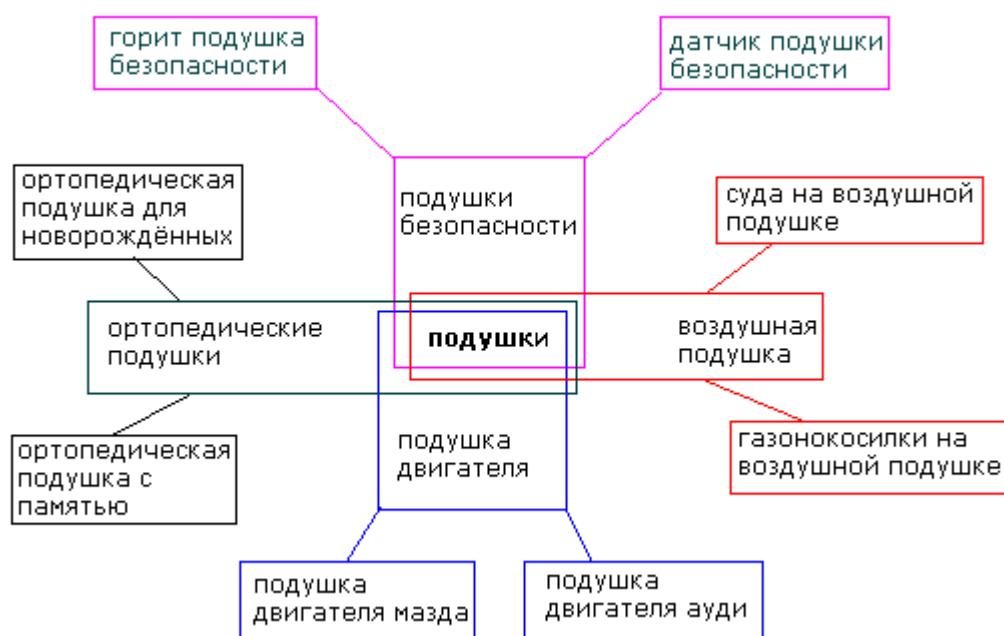 горит подушка
безопасности
датчик подушки
безопасности
ортопедическая
подушка для
новорождённых
подушки
безопасности
суда на воздушной
подушке
ортопедические
подушки
подушки
воздушная
подушка
ортопедическая
подушка с
памятью
подушка
двигателя
газонокосилки на
воздушной подушке
подушка
двигателя мазда
подушка
двигателя ауди